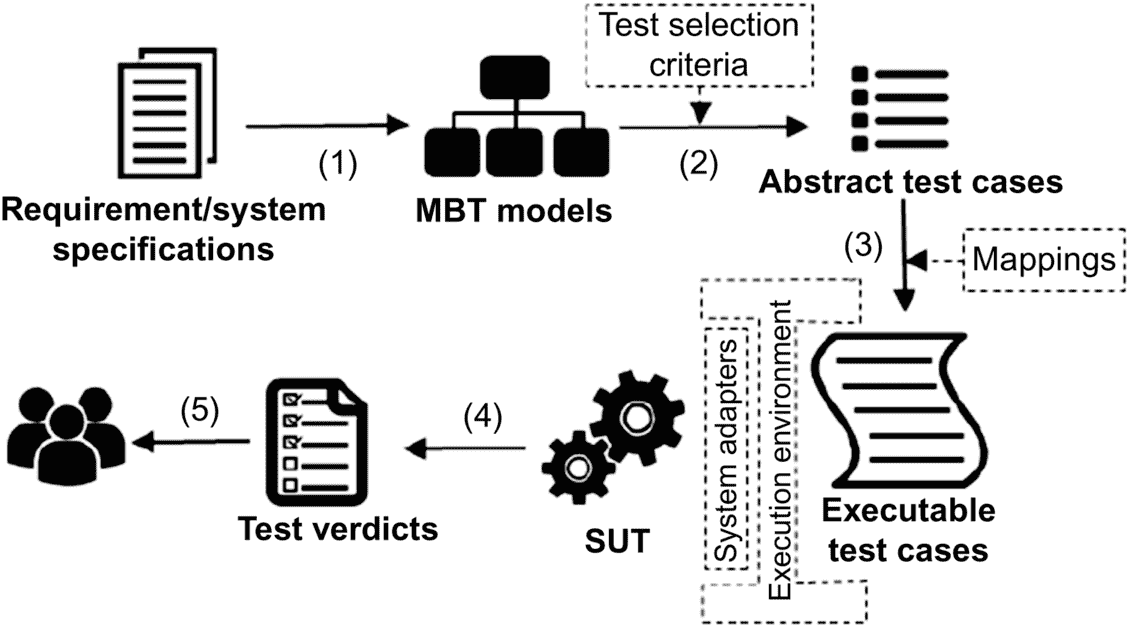 Test selection
criteria
(1)
(2)
Requirement/system
specifications
MBT models
Abstract test cases
(3)
Mappings
System adapters
Execution environment
(5)
(4)
Test verdicts
SUT
Executable
test cases